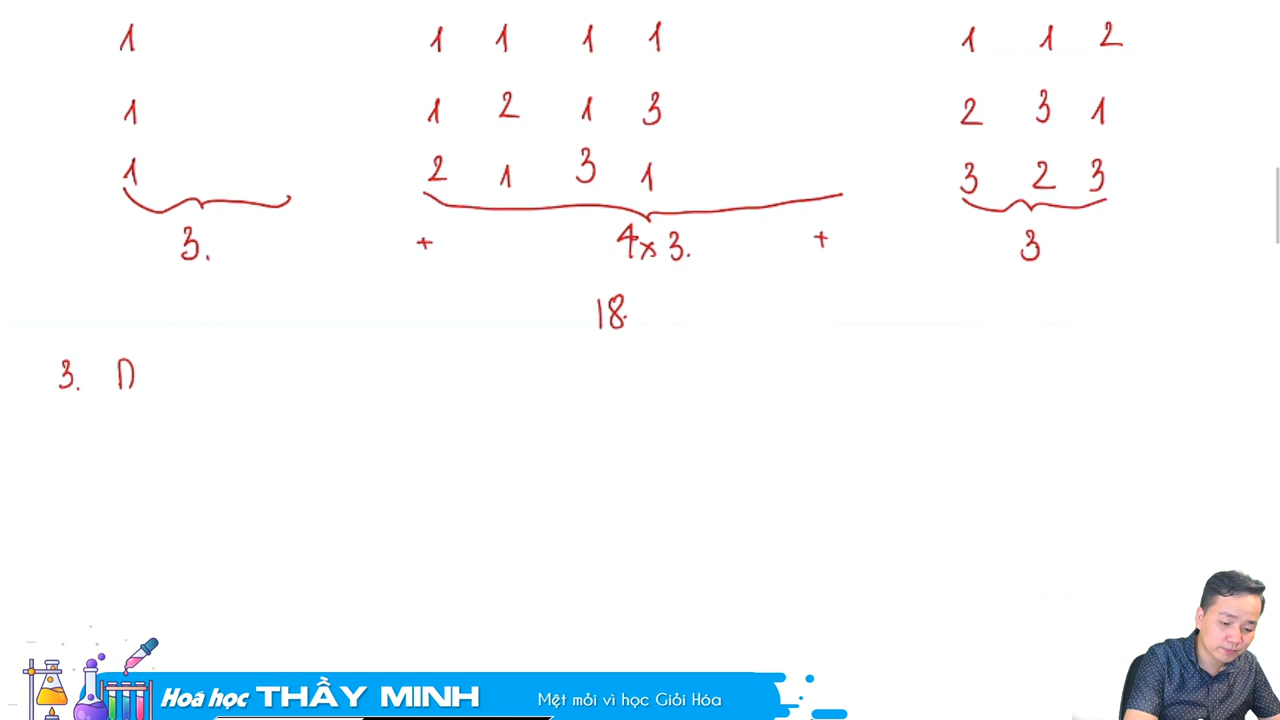 1 1 1 1 1 1 1 2
1 1 2 1 3 2 3 1
1 2 1 3 1 3 2 3
3. + 4x3. + 3
18.
3. D
Hoá học THẦY MINH Mệt mỏi vì học Giỏi Hóa